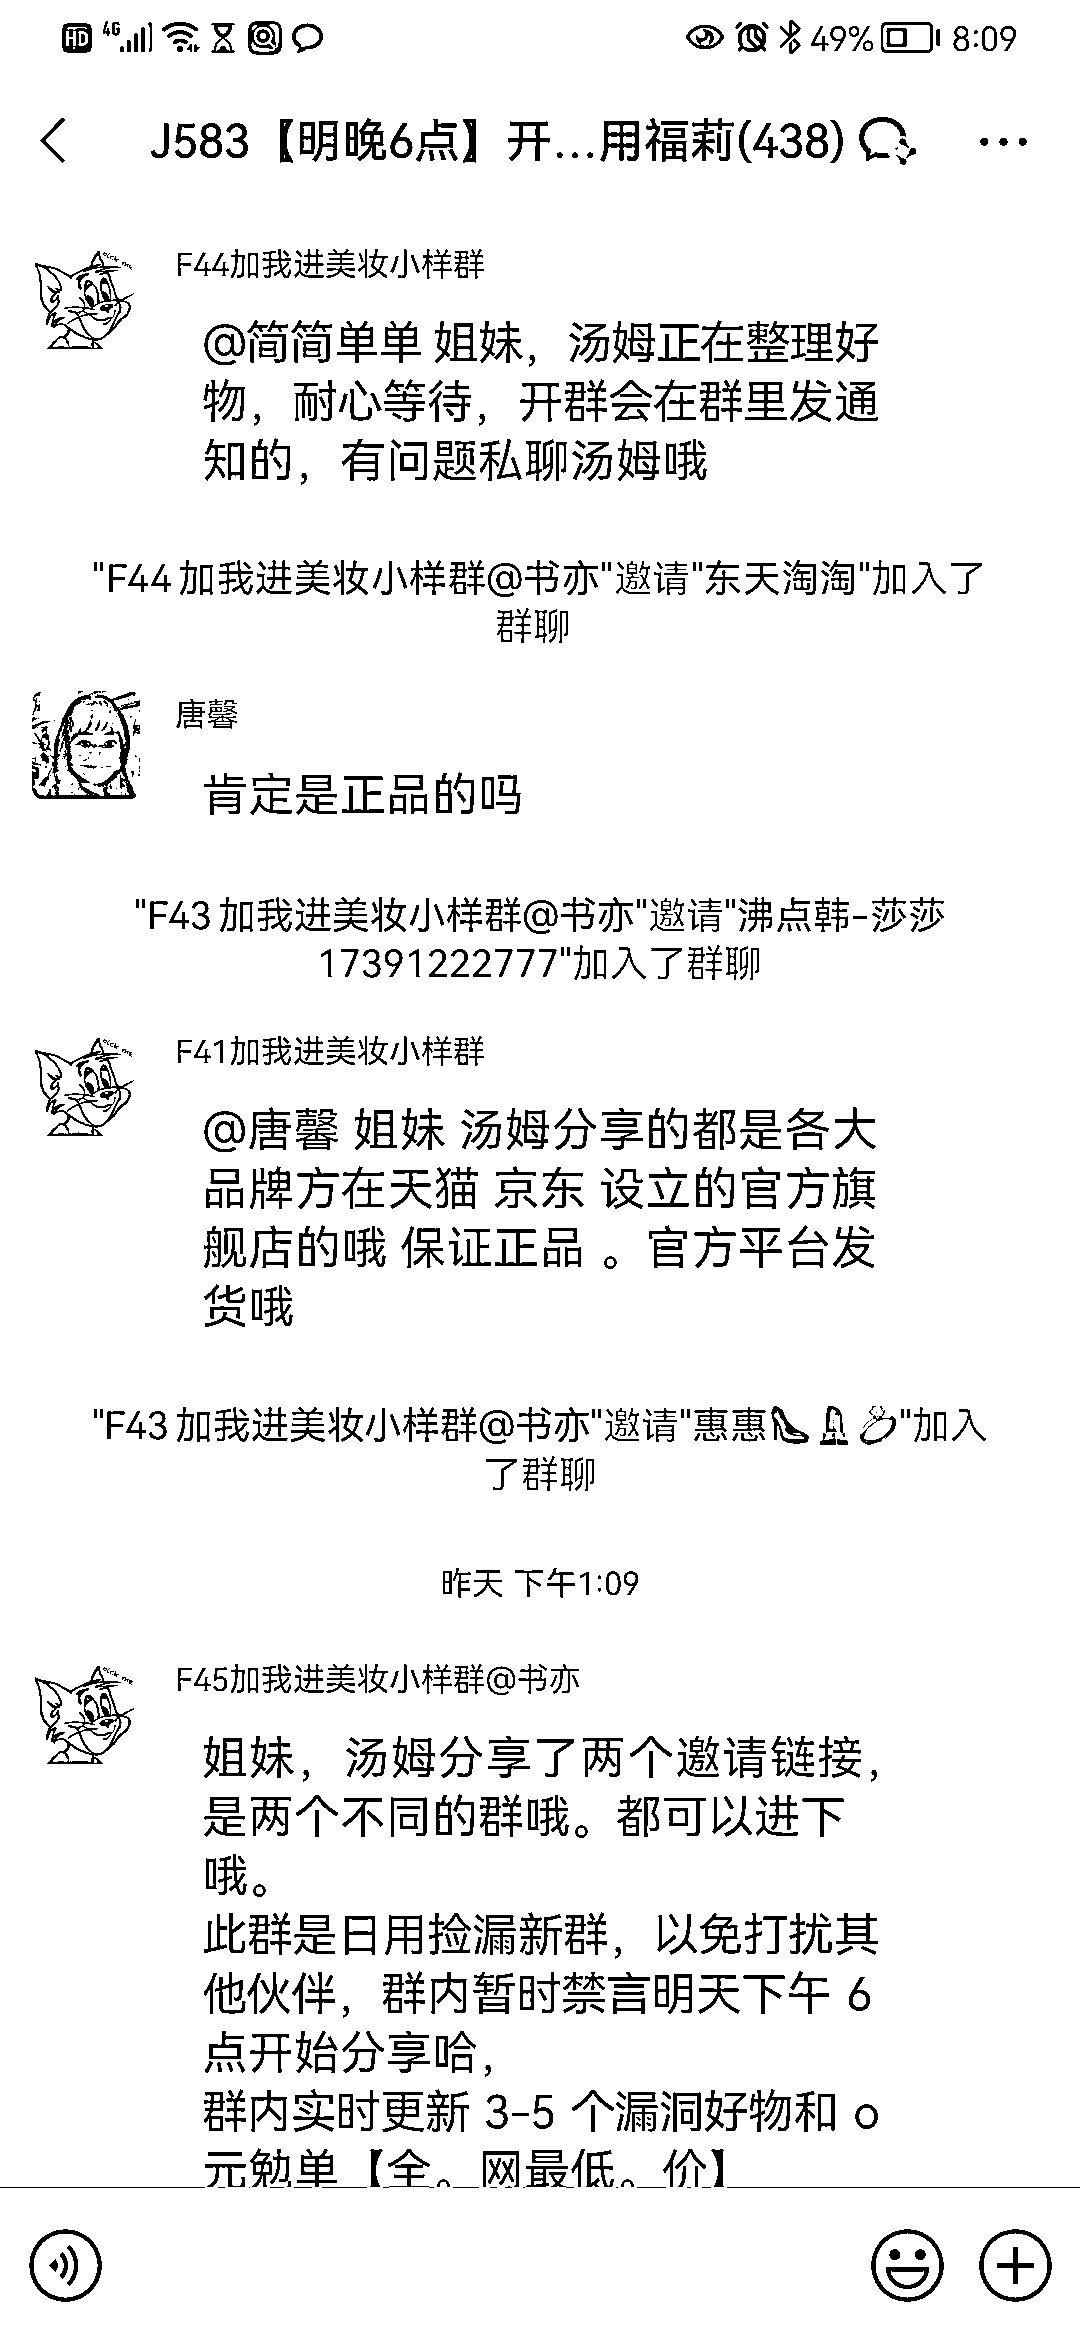 HD 4G 49% 8:09
J583【明晚6点】开...用福莉(438)
F44加我进美妆小样群
@简简单单 姐妹，汤姆正在整理好
物，耐心等待，开群会在群里发通
知的，有问题私聊汤姆哦
"F44加我进美妆小样群@书亦"邀请"东天淘淘"加入了
群聊
唐馨
肯定是正品的吗
"F43加我进美妆小样群@书亦"邀请"沸点韩-莎莎
17391222777"加入了群聊
F41加我进美妆小样群
@唐馨 姐妹 汤姆分享的都是各大
品牌方在天猫 京东 设立的官方旗
舰店的哦 保证正品 。官方平台发
货哦
"F43加我进美妆小样群@书亦"邀请"惠惠👠💄💍"加入
了群聊
昨天 下午1:09
F45加我进美妆小样群@书亦
姐妹，汤姆分享了两个邀请链接，
是两个不同的群哦。都可以进下
哦。
此群是日用捡漏新群，以免打扰其
他伙伴，群内暂时禁言明天下午 6
点开始分享哈，
群内实时更新 3-5 个漏洞好物和 o
元勉单【全。网最低。价】